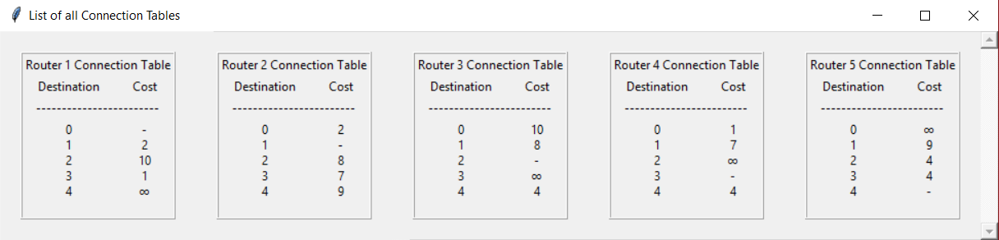 List of all Connection Tables
Router 1 Connection Table
Destination Cost
------------------------
0 -
1 2
2 10
3 1
4 ∞
Router 2 Connection Table
Destination Cost
------------------------
0 2
1 -
2 8
3 7
4 9
Router 3 Connection Table
Destination Cost
------------------------
0 10
1 8
2 -
3 ∞
4 4
Router 4 Connection Table
Destination Cost
------------------------
0 1
1 7
2 ∞
3 -
4 4
Router 5 Connection Table
Destination Cost
------------------------
0 ∞
1 9
2 4
3 4
4 -